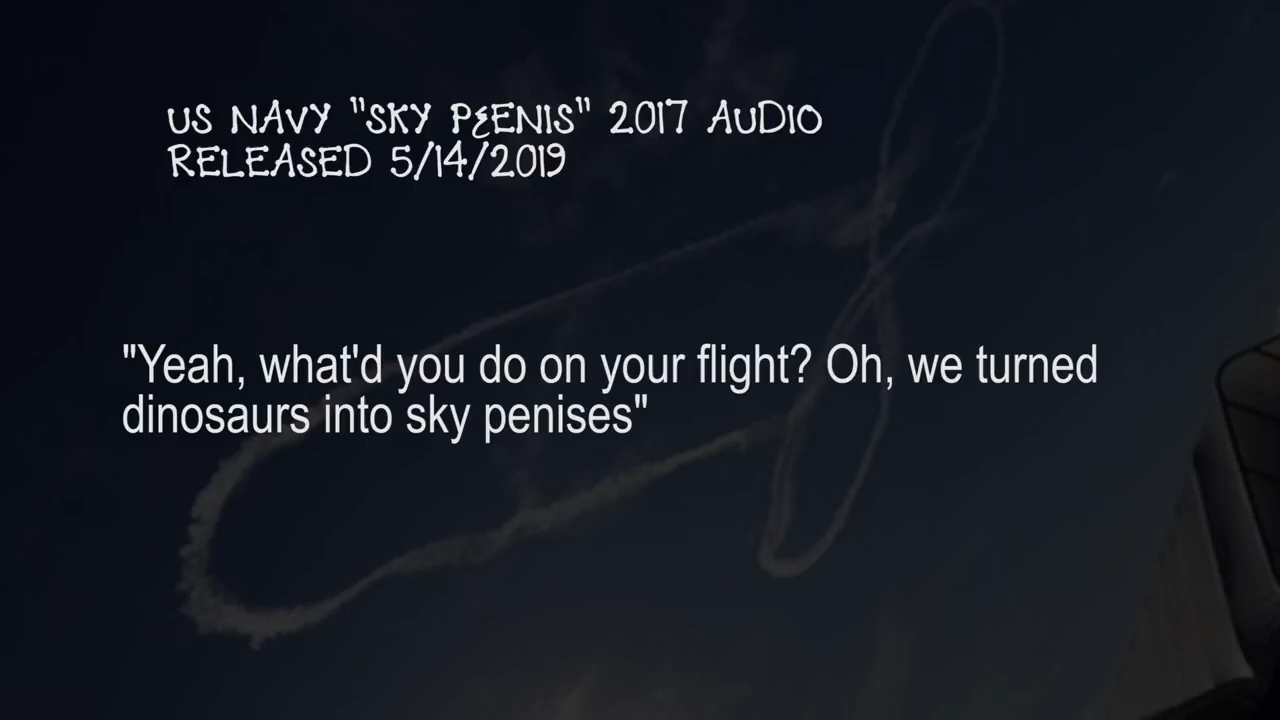 US NAVY "SKY PƐENIS" 2017 AUDIO
RELEASED 5/14/2019
"Yeah, what'd you do on your flight? Oh, we turned
dinosaurs into sky penises"